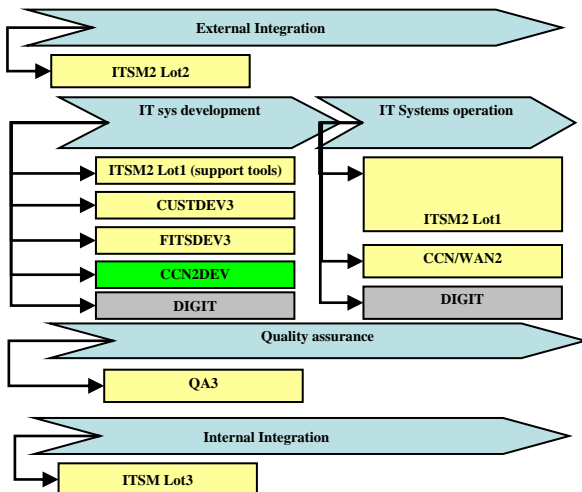 External Integration
ITSM2 Lot2
IT sys development
IT Systems operation
ITSM2 Lot1 (support tools)
CUSTDEV3
FITSDEV3
CCN2DEV
DIGIT
ITSM2 Lot1
CCN/WAN2
DIGIT
Quality assurance
QA3
Internal Integration
ITSM Lot3